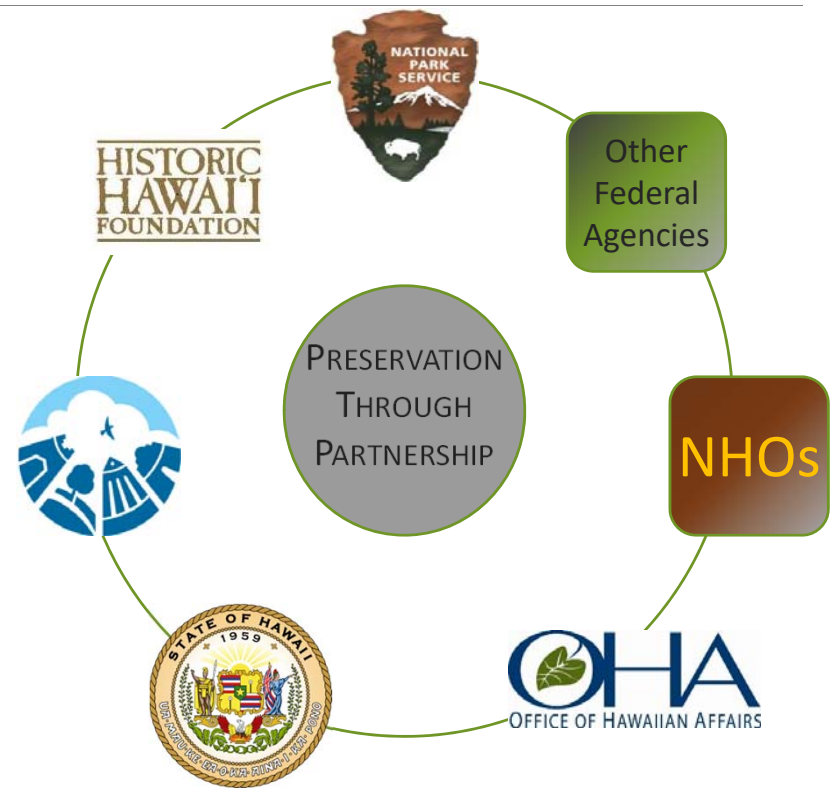 NATIONAL
PARK
SERVICE
Other
Federal
Agencies
HISTORIC
HAWAI‘I
FOUNDATION
PRESERVATION
THROUGH
PARTNERSHIP
NHOs
STATE OF HAWAII
1959
UA MAU KE EA O KA AINA I KA PONO
OHA
OFFICE OF HAWAIIAN AFFAIRS